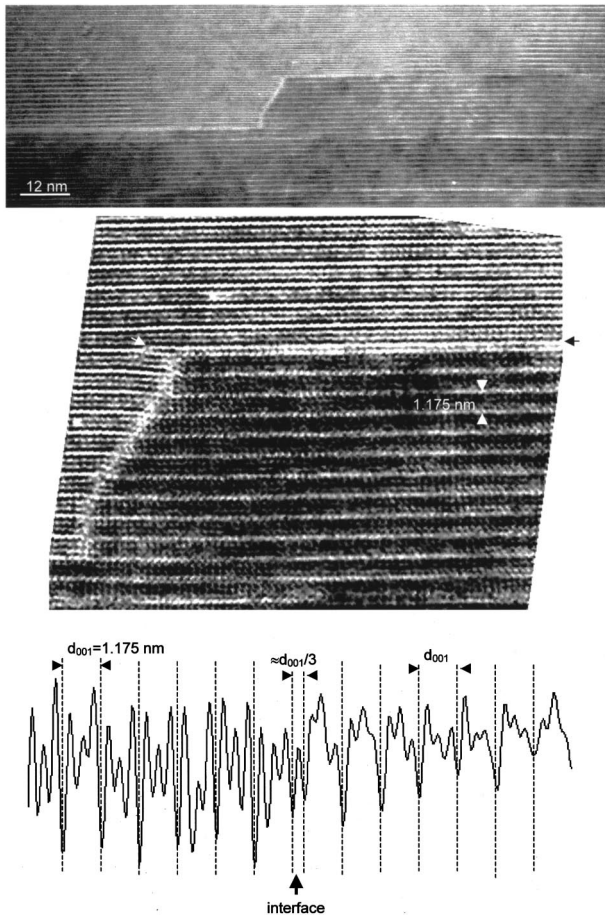 12 nm
1.175 nm
d001=1.175 nm
≈d001/3
d001
interface